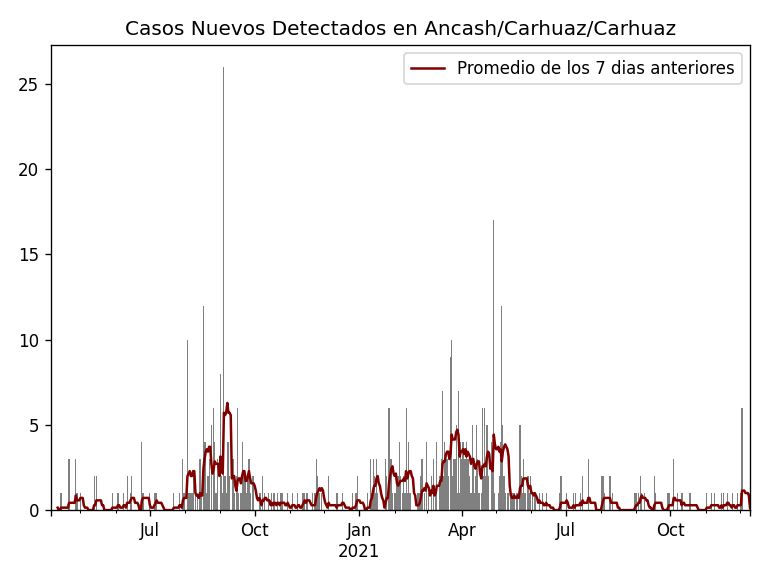 Casos Nuevos Detectados en Ancash/Carhuaz/Carhuaz
Promedio de los 7 dias anteriores
25
20
15
10
5
0
Jul
Oct
Jan
2021
Apr
Jul
Oct